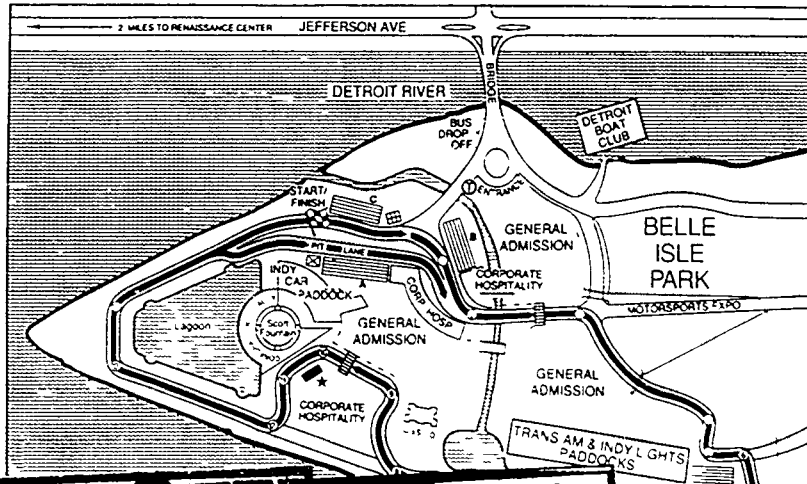 2 MILES TO RENAISSANCE CENTER
JEFFERSON AVE
BRIDGE
DETROIT RIVER
BUS
DROP
OFF
DETROIT
BOAT
CLUB
START/
FINISH
C
T
ENTRANCE
GENERAL
ADMISSION
BELLE
ISLE
PARK
PIT LANE
B
INDY
CAR
PADDOCK
A
CORPORATE
HOSPITALITY
CORP HOSP
MOTORSPORTS EXPO
Lagoon
Scott
Fountain
GENERAL
ADMISSION
GENERAL
ADMISSION
CORPORATE
HOSPITALITY
TRANS AM & INDY LIGHTS
PADDOCKS